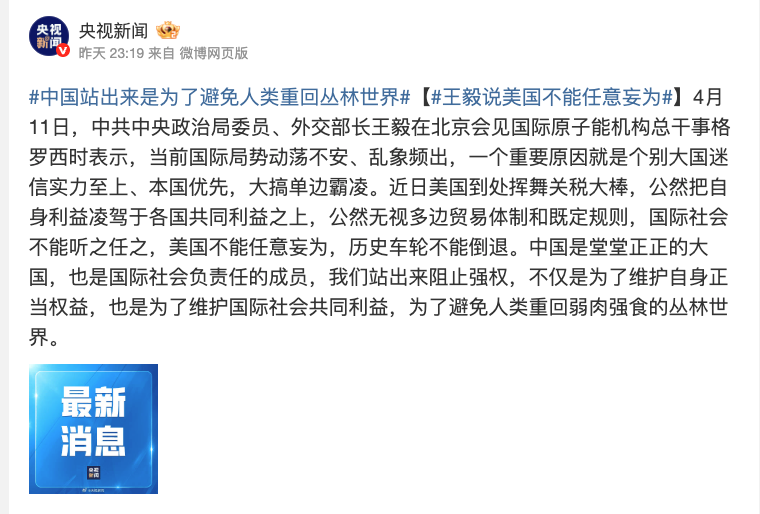 央视新闻
昨天 23:19 来自 微博网页版
#中国站出来是为了避免人类重回丛林世界#【#王毅说美国不能任意妄为#】4月
11日，中共中央政治局委员、外交部长王毅在北京会见国际原子能机构总干事格
罗西时表示，当前国际局势动荡不安、乱象频出，一个重要原因就是个别大国迷
信实力至上、本国优先，大搞单边霸凌。近日美国到处挥舞关税大棒，公然把自
身利益凌驾于各国共同利益之上，公然无视多边贸易体制和既定规则，国际社会
不能听之任之，美国不能任意妄为，历史车轮不能倒退。中国是堂堂正正的大
国，也是国际社会负责任的成员，我们站出来阻止强权，不仅是为了维护自身正
当权益，也是为了维护国际社会共同利益，为了避免人类重回弱肉强食的丛林世
界。
最新
消息
央视
新闻